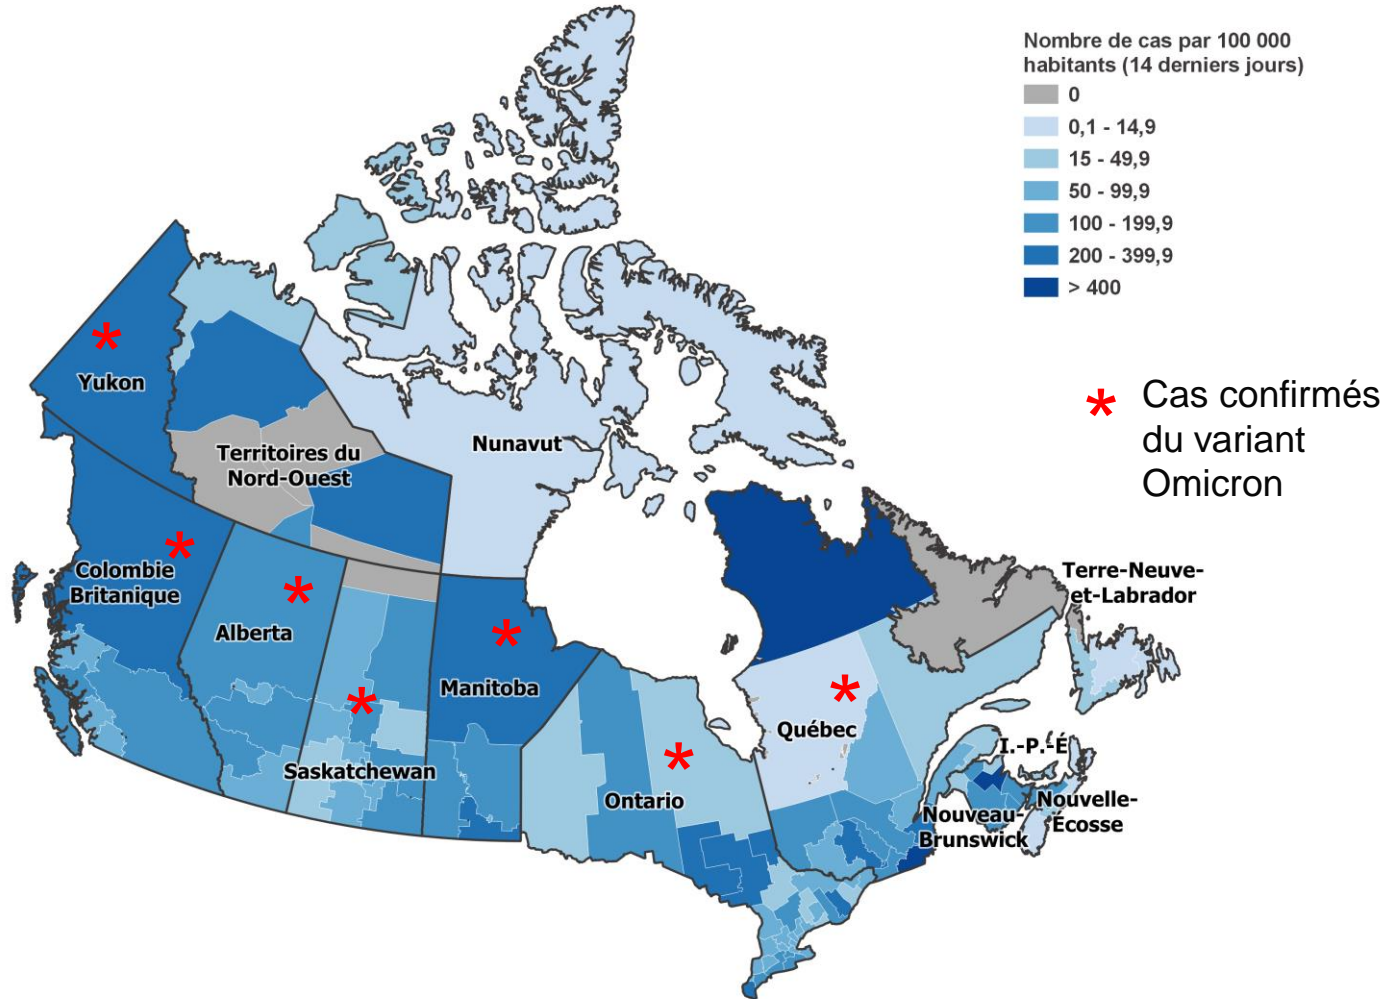 Nombre de cas par 100 000
habitants (14 derniers jours)
0
0,1 - 14,9
15 - 49,9
50 - 99,9
100 - 199,9
200 - 399,9
> 400
* Cas confirmés
du variant
Omicron
*
Yukon
Territoires du
Nord-Ouest
Nunavut
*
Colombie
Britanique
*
Alberta
*
Saskatchewan
*
Manitoba
*
Ontario
*
Québec
Terre-Neuve-
et-Labrador
I.-P.-É
Nouveau-
Brunswick
Nouvelle-
Écosse